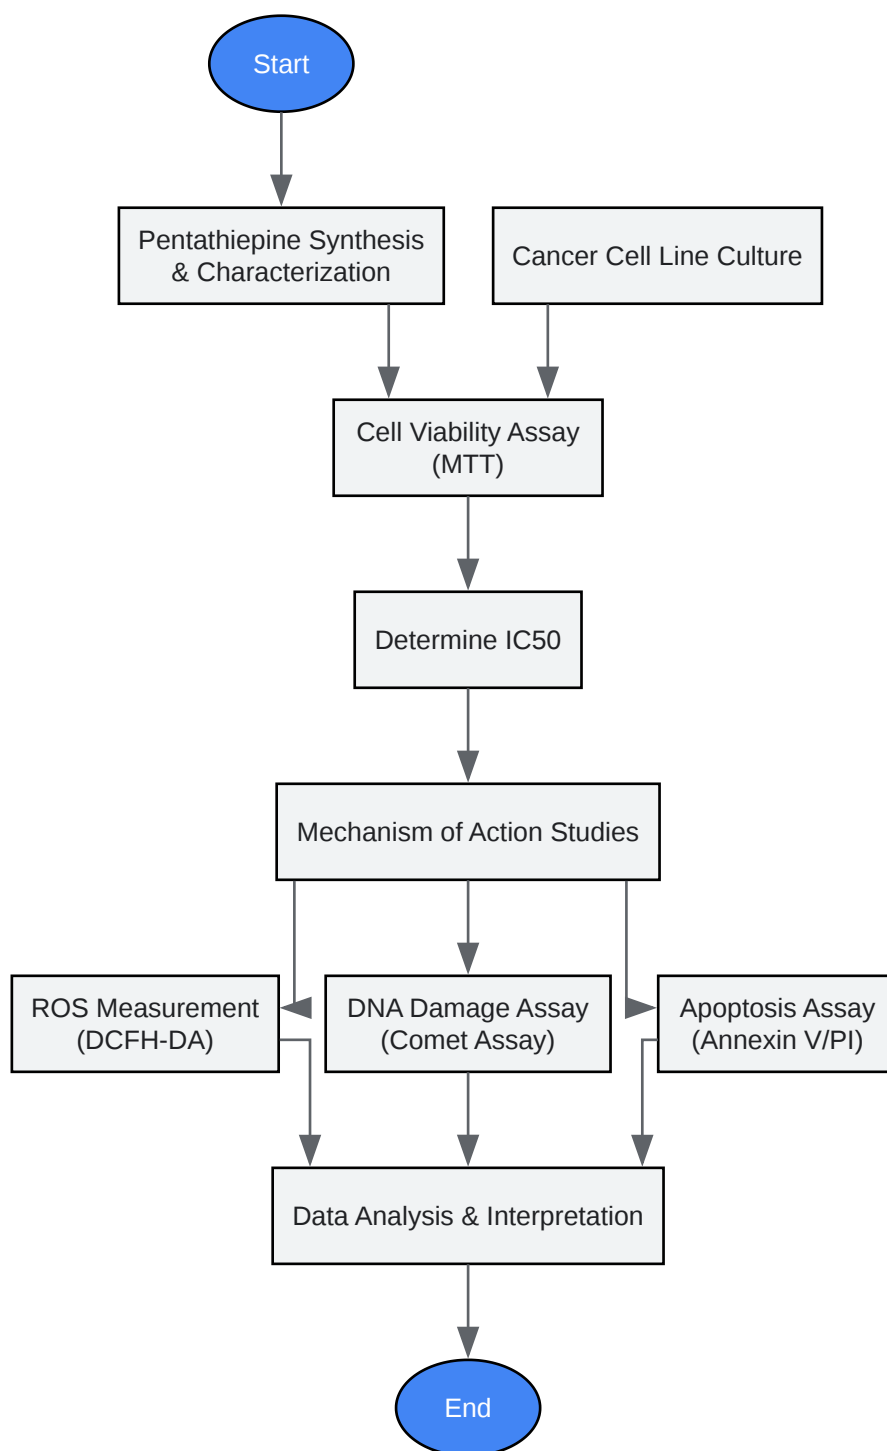 Start
Pentathiepine Synthesis
& Characterization
Cancer Cell Line Culture
Cell Viability Assay
(MTT)
Determine IC50
Mechanism of Action Studies
ROS Measurement
(DCFH-DA)
DNA Damage Assay
(Comet Assay)
Apoptosis Assay
(Annexin V/PI)
Data Analysis & Interpretation
End